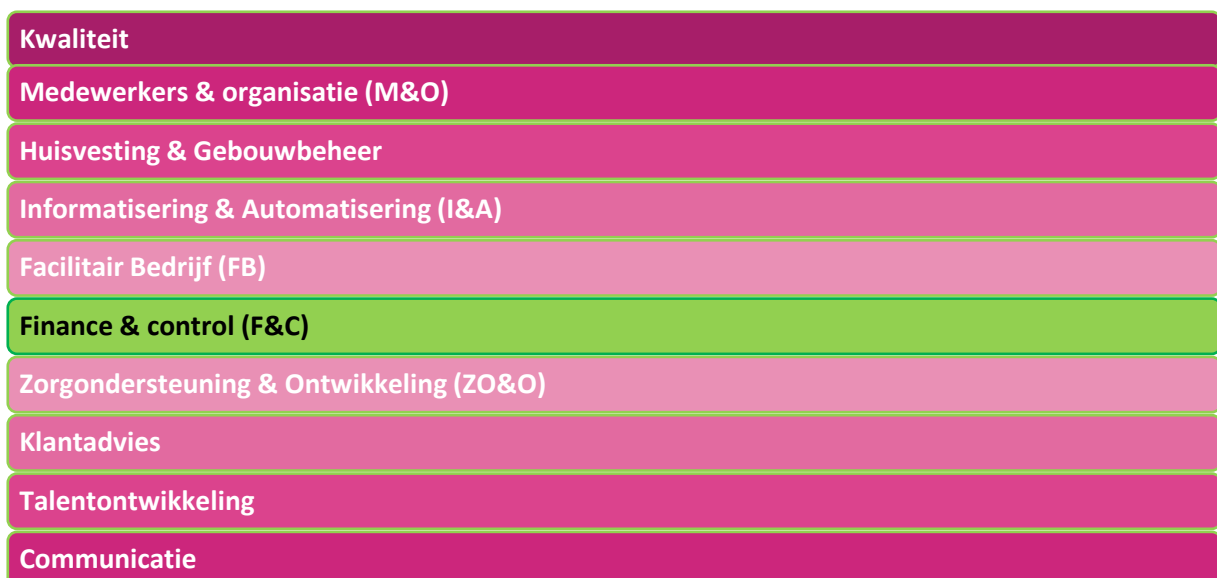 Kwaliteit
Medewerkers & organisatie (M&O)
Huisvesting & Gebouwbeheer
Informatisering & Automatisering (I&A)
Facilitair Bedrijf (FB)
Finance & control (F&C)
Zorgondersteuning & Ontwikkeling (ZO&O)
Klantadvies
Talentontwikkeling
Communicatie